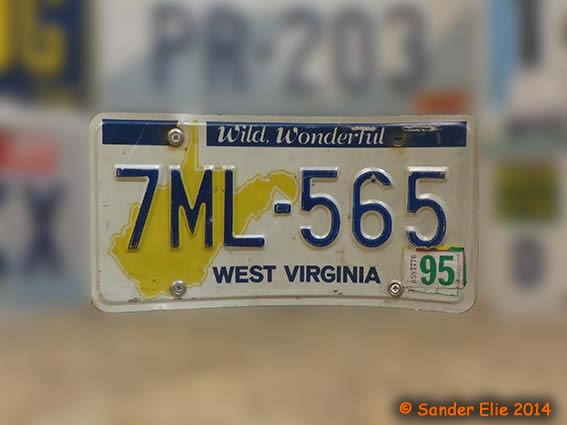 PR-203
Wild, Wonderful
7ML-565
WEST VIRGINIA
95
© Sander Elie 2014